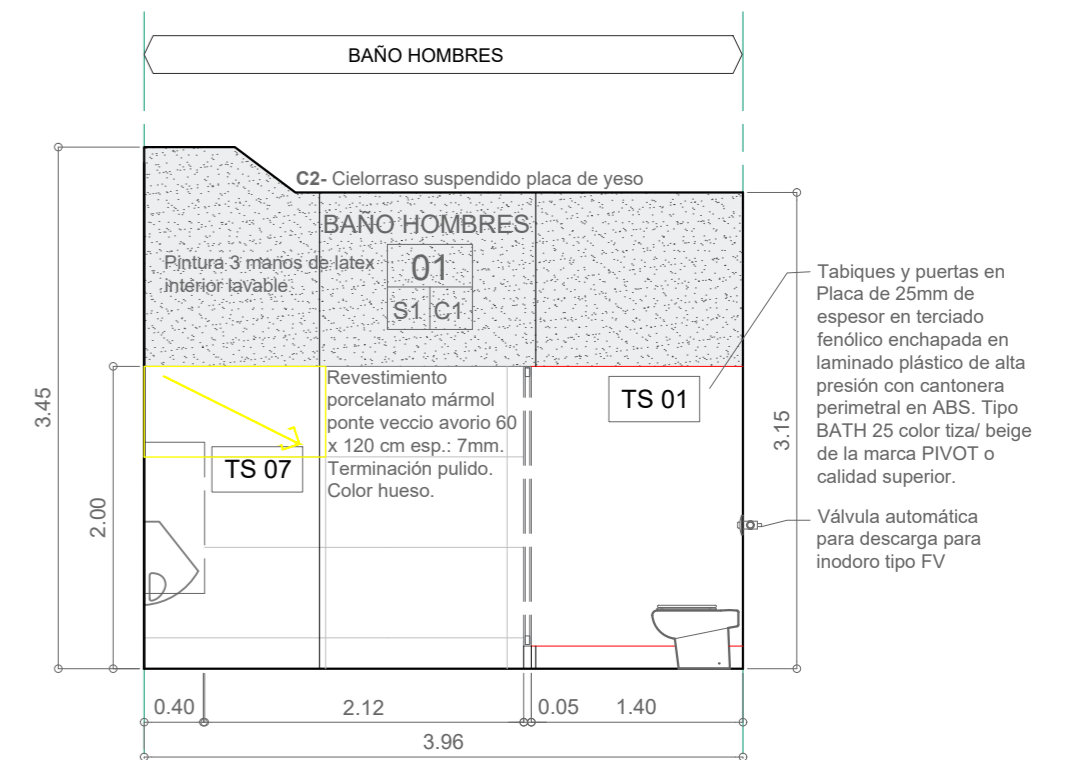 BAÑO HOMBRES
C2- Cielorraso suspendido placa de yeso
BAÑO HOMBRES
Pintura 3 manos de latex
interior lavable
01
S1 C1
3.45
2.00
Revestimiento
porcelanato mármol
ponte veccio avorio 60
x 120 cm esp.: 7mm.
Terminación pulido.
Color hueso.
TS 07
TS 01
Tabiques y puertas en
Placa de 25mm de
espesor en terciado
fenólico enchapada en
laminado plástico de alta
presión con cantonera
perimetral en ABS. Tipo
BATH 25 color tiza/ beige
de la marca PIVOT o
calidad superior.
3.15
Válvula automática
para descarga para
inodoro tipo FV
0.40
2.12
0.05
1.40
3.96